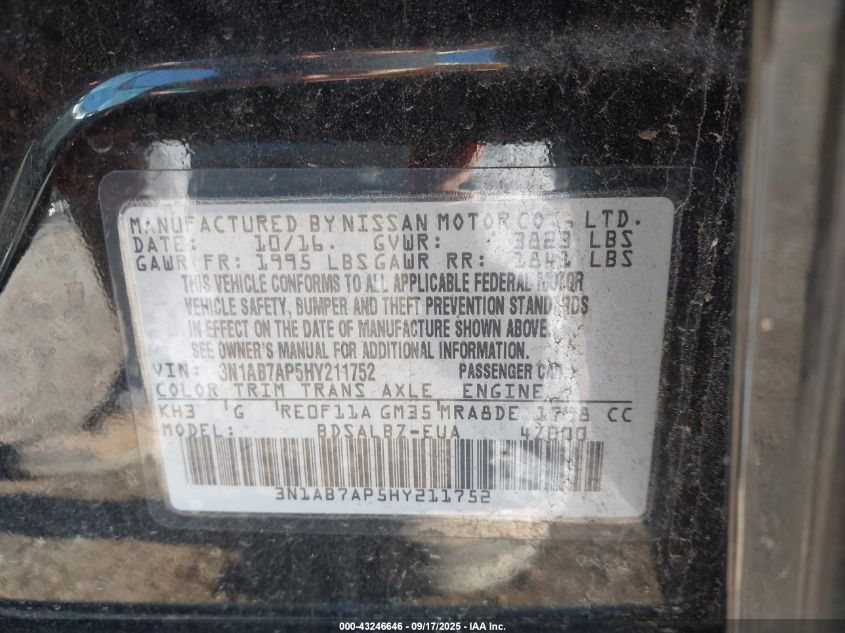 MANUFACTURED BY NISSAN MOTOR CO., LTD.
DATE: 10/16. GVWR: 3823 LBS
GAWR FR: 1995 LBS GAWR RR: 1841 LBS
THIS VEHICLE CONFORMS TO ALL APPLICABLE FEDERAL MOTOR
VEHICLE SAFETY, BUMPER AND THEFT PREVENTION STANDARDS
IN EFFECT ON THE DATE OF MANUFACTURE SHOWN ABOVE.
SEE OWNER'S MANUAL FOR ADDITIONAL INFORMATION.
VIN: 3N1AB7AP5HY211752 PASSENGER CAR
COLOR TRIM TRANS AXLE ENGINE
KH3 'G 'RE0F11A GM35'MRA8DE 1798 CC
MODEL: BDSALBZ-EUA
3N1AB7AP5HY211752
000-43246646 - 09/17/2025 - IAA Inc.